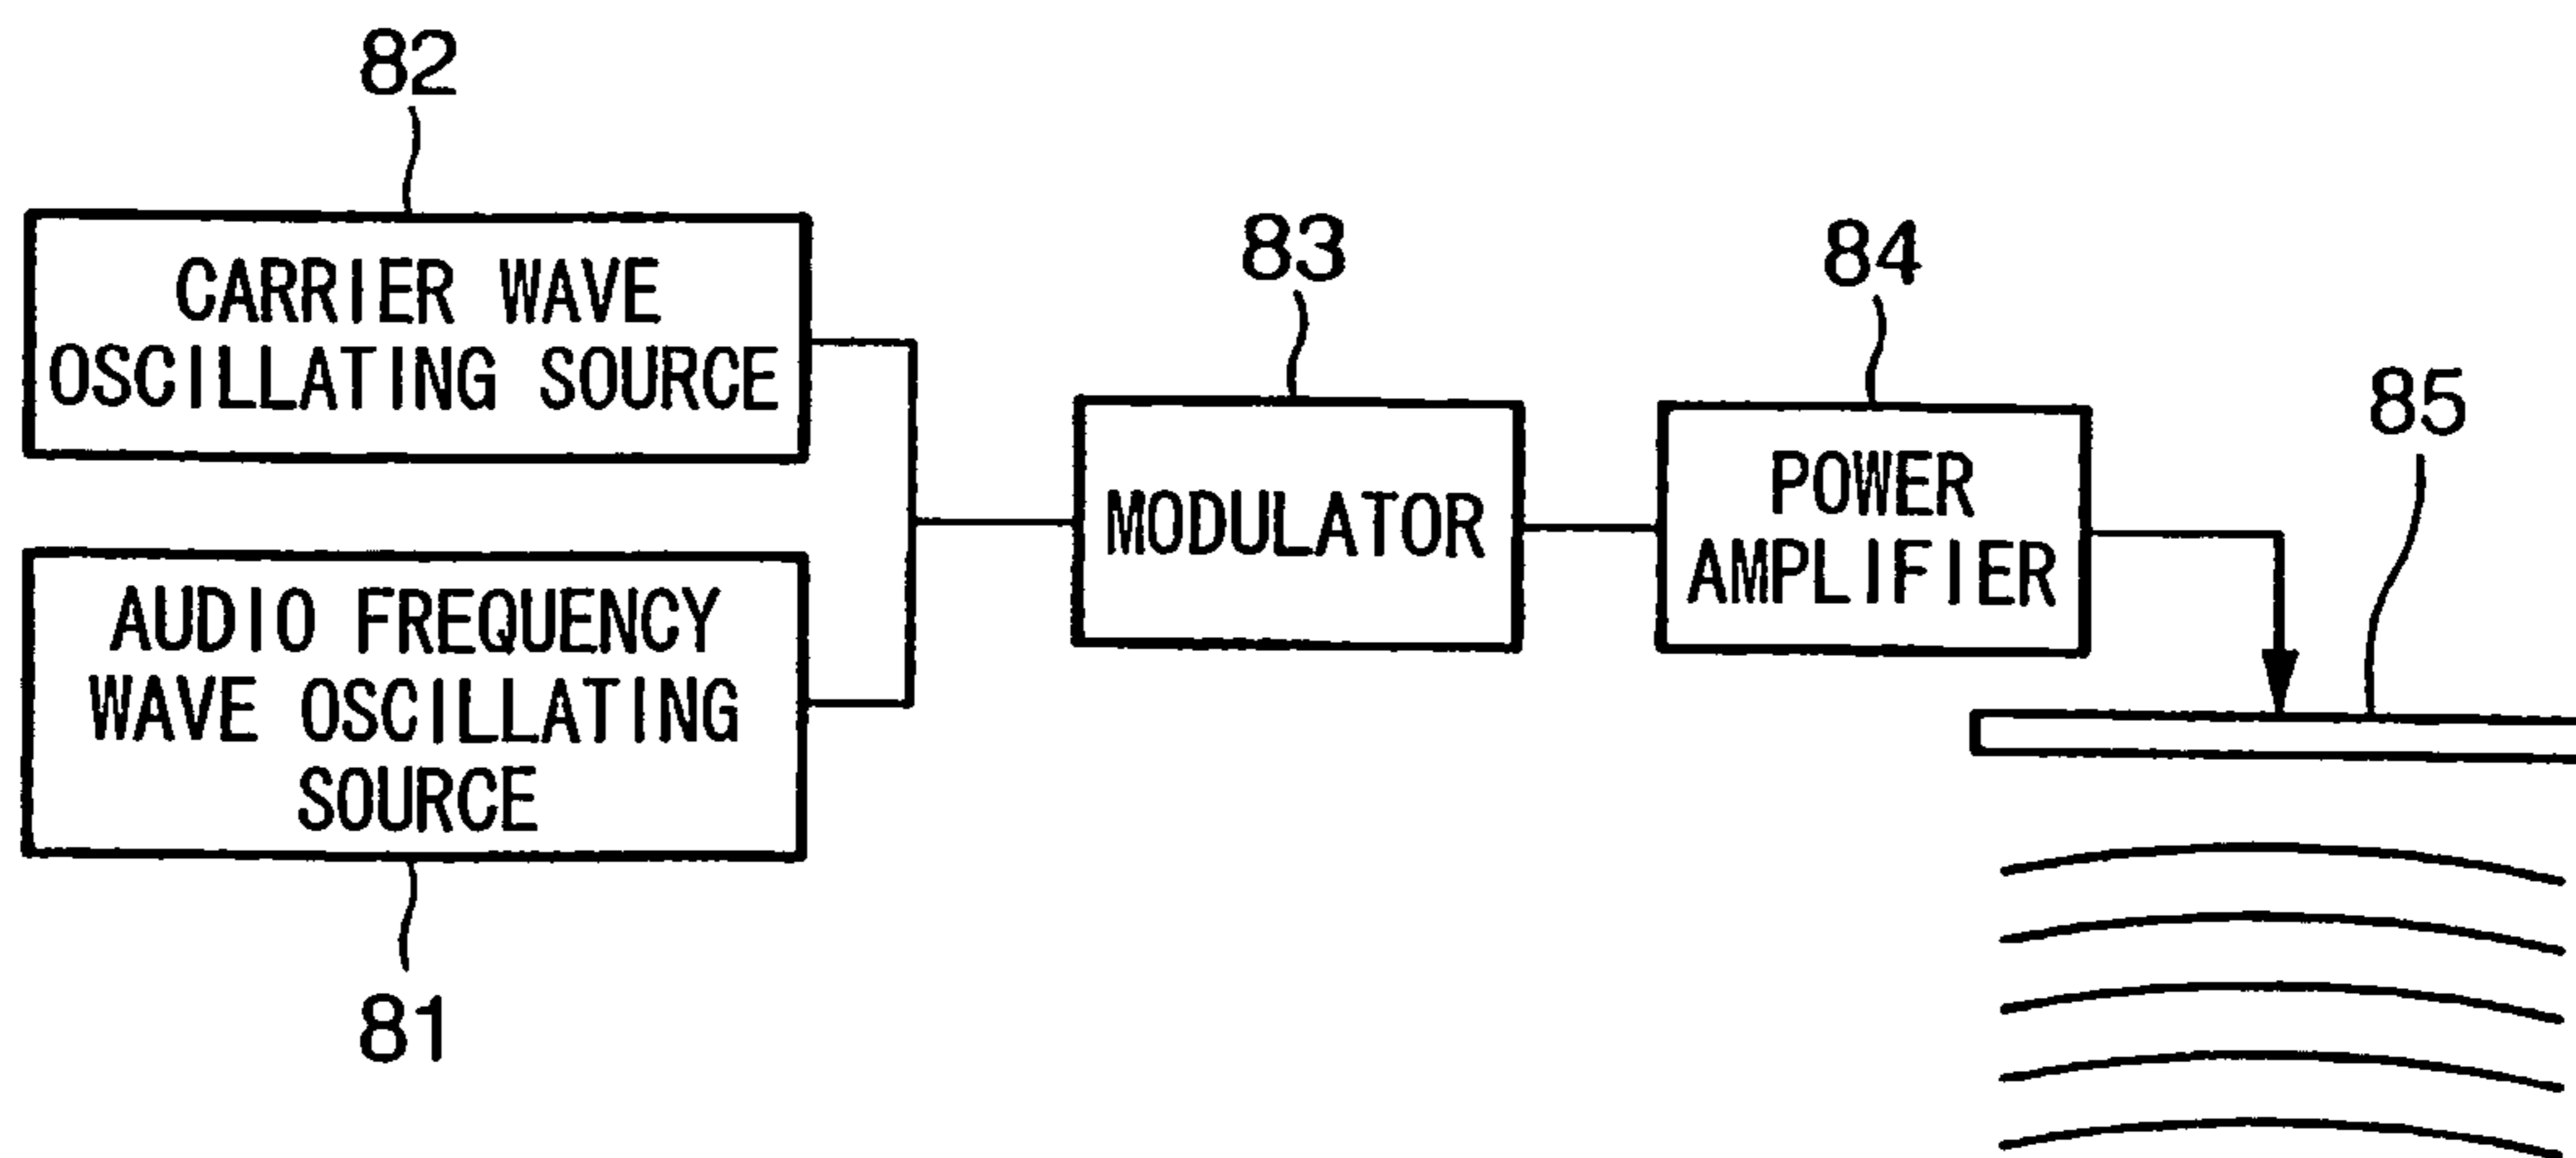 82
CARRIER WAVE
OSCILLATING SOURCE
83
MODULATOR
84
POWER
AMPLIFIER
85
AUDIO FREQUENCY
WAVE OSCILLATING
SOURCE
81